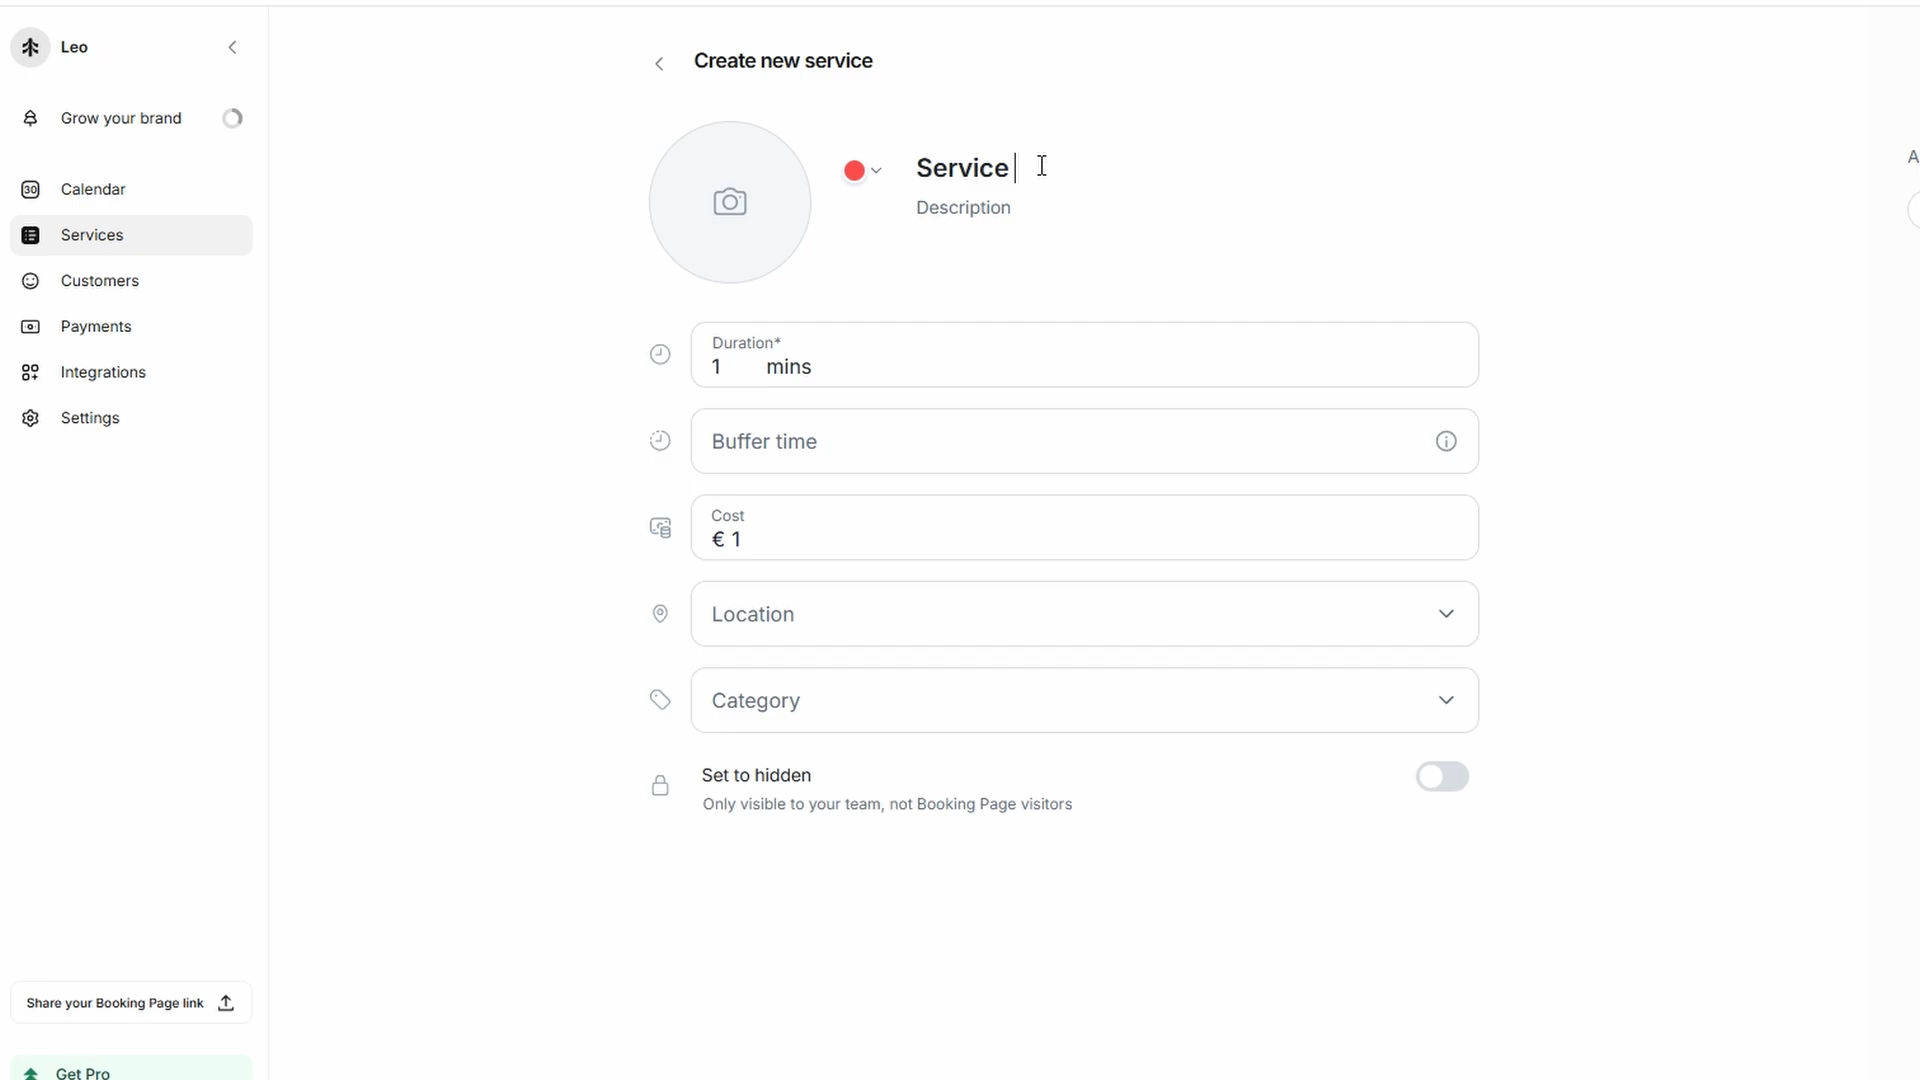 Leo
Grow your brand
30 Calendar
Services
Customers
Payments
Integrations
Settings
Share your Booking Page link
Get Pro
Create new service
Service
Description
Duration*
1 mins
Buffer time
Cost
€ 1
Location
Category
Set to hidden
Only visible to your team, not Booking Page visitors
A